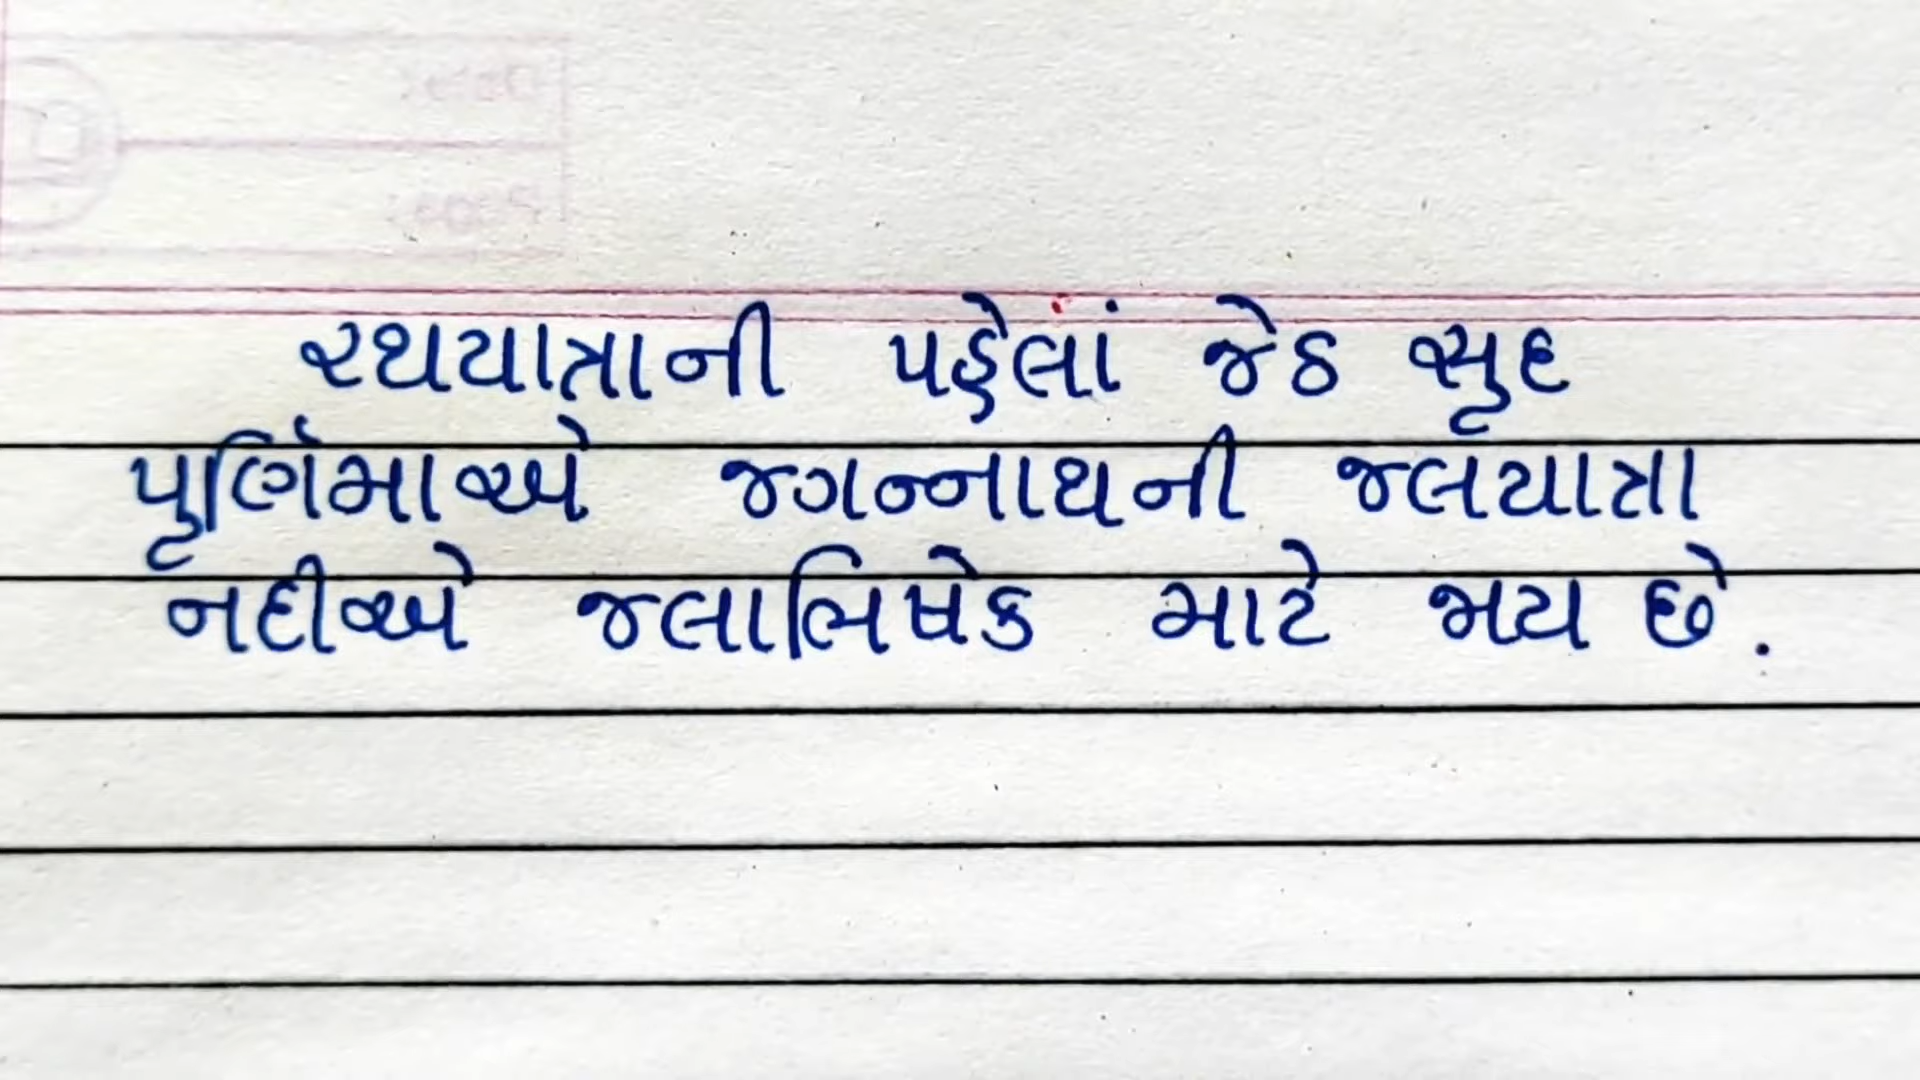 રથયાત્રાની પહેલાં જેઠ સુદ
પૂર્ણિમાએ જગન્નાથની જલયાત્રા
નદીએ જલાભિષેક માટે જાય છે.